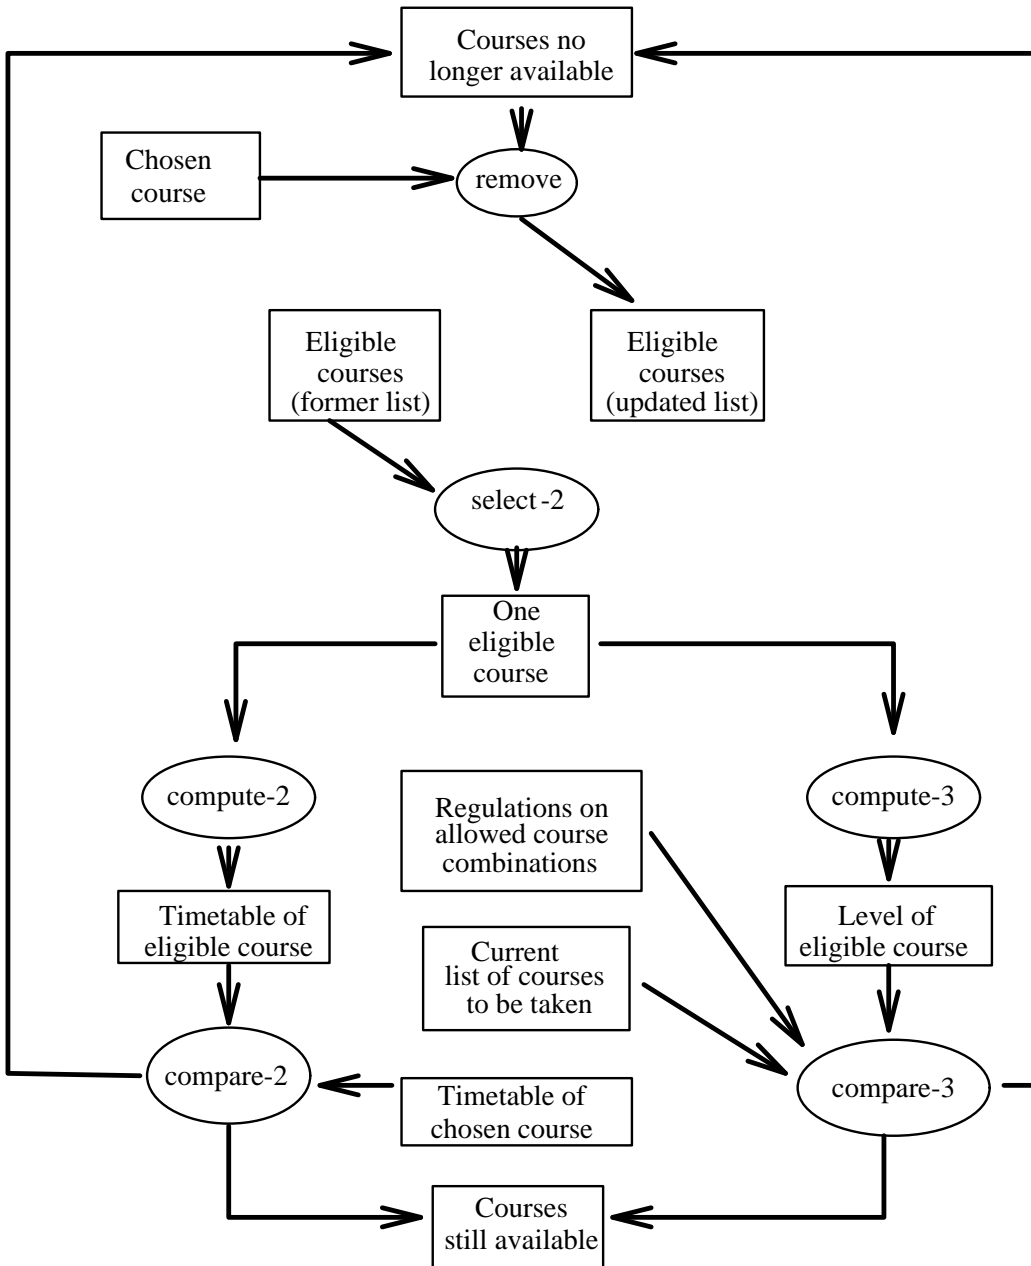 Courses no
longer available
Chosen
course
remove
Eligible
courses
(former list)
Eligible
courses
(updated list)
select -2
One
eligible
course
compute-2
Regulations on
allowed course
combinations
compute-3
Timetable of
eligible course
Current
list of courses
to be taken
Level of
eligible course
compare-2
Timetable of
chosen course
compare-3
Courses
still available